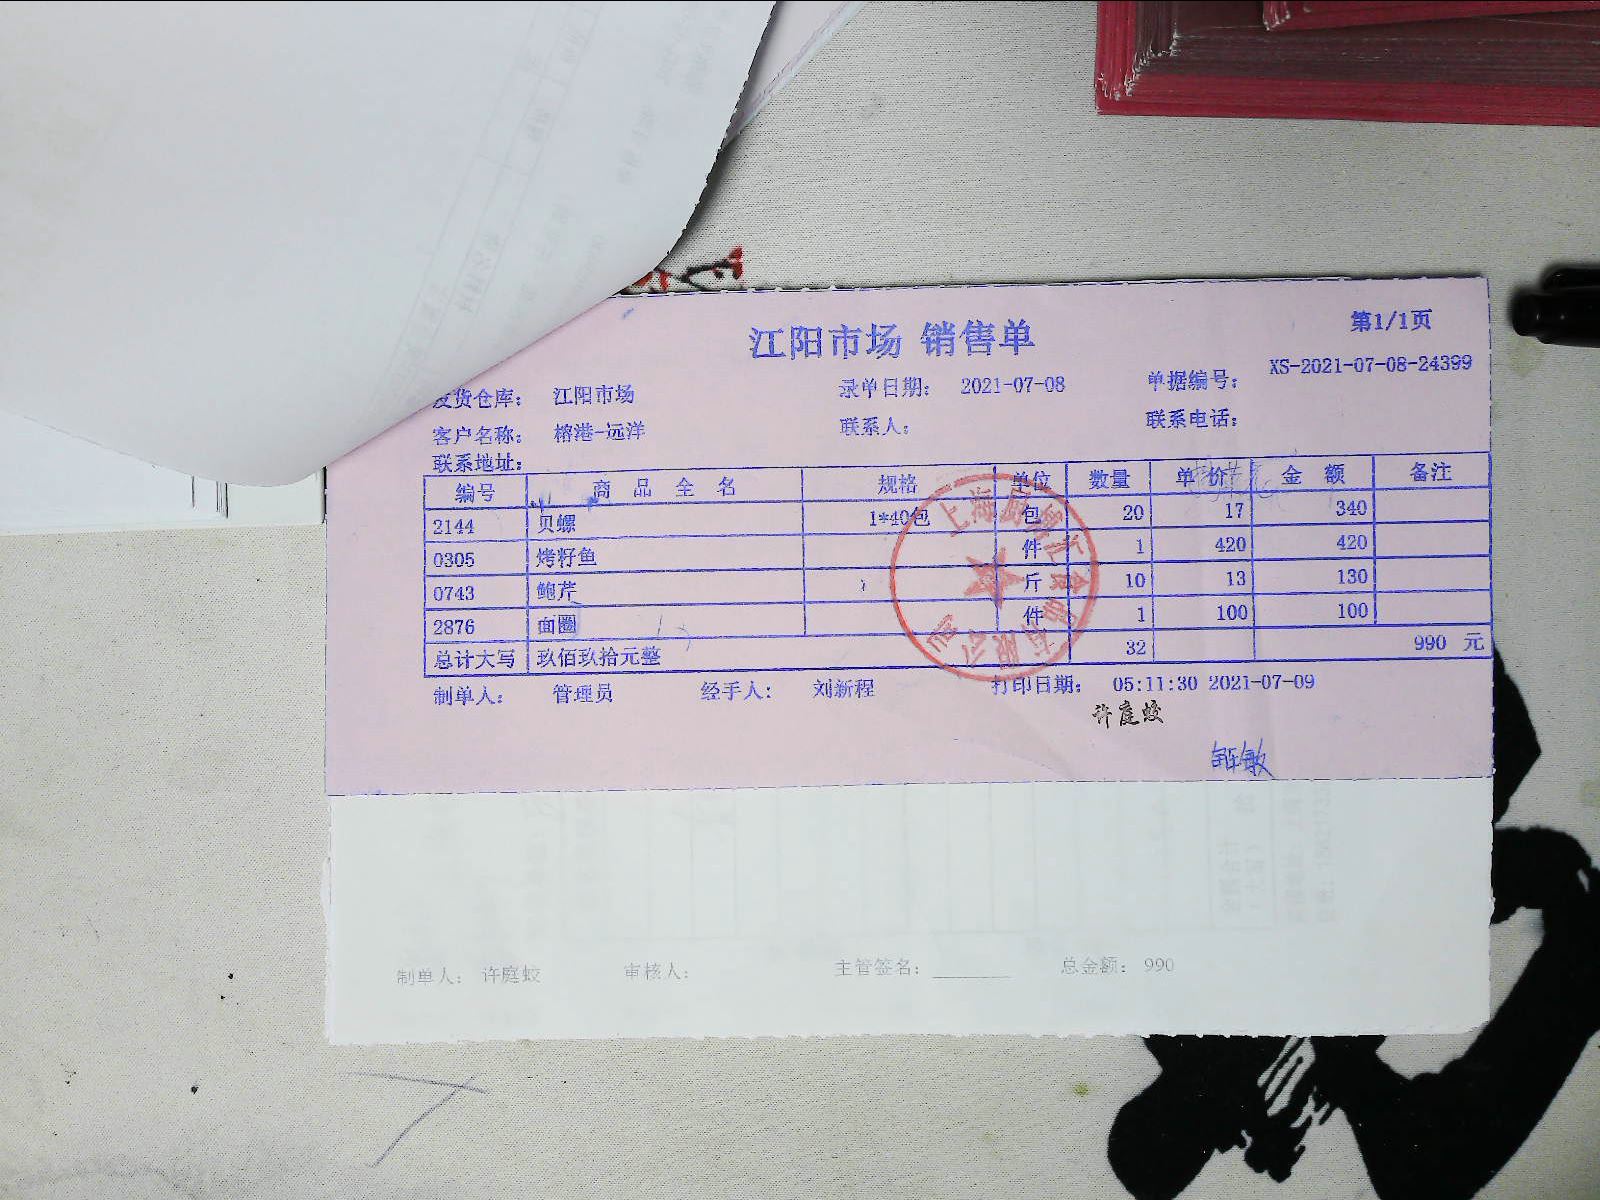 江阳市场 销售单
第1/1页
发货仓库： 江阳市场 录单日期： 2021-07-08 单据编号： XS-2021-07-08-24399
客户名称： 榕港-远洋 联系人： 联系电话：
联系地址：
编号 商品全名 规格 单位 数量 单价 金额 备注
2144 贝螺 1*40包 包 20 17 340
0305 烤籽鱼 件 1 420 420
0743 鲍芹 斤 10 13 130
2876 面圈 件 1 100 100
总计大写 玖佰玖拾元整 32 990 元
制单人： 管理员 经手人： 刘新程 打印日期： 05:11:30 2021-07-09
许庭蛟
制单人： 许庭蛟 审核人： 主管签名： 总金额： 990